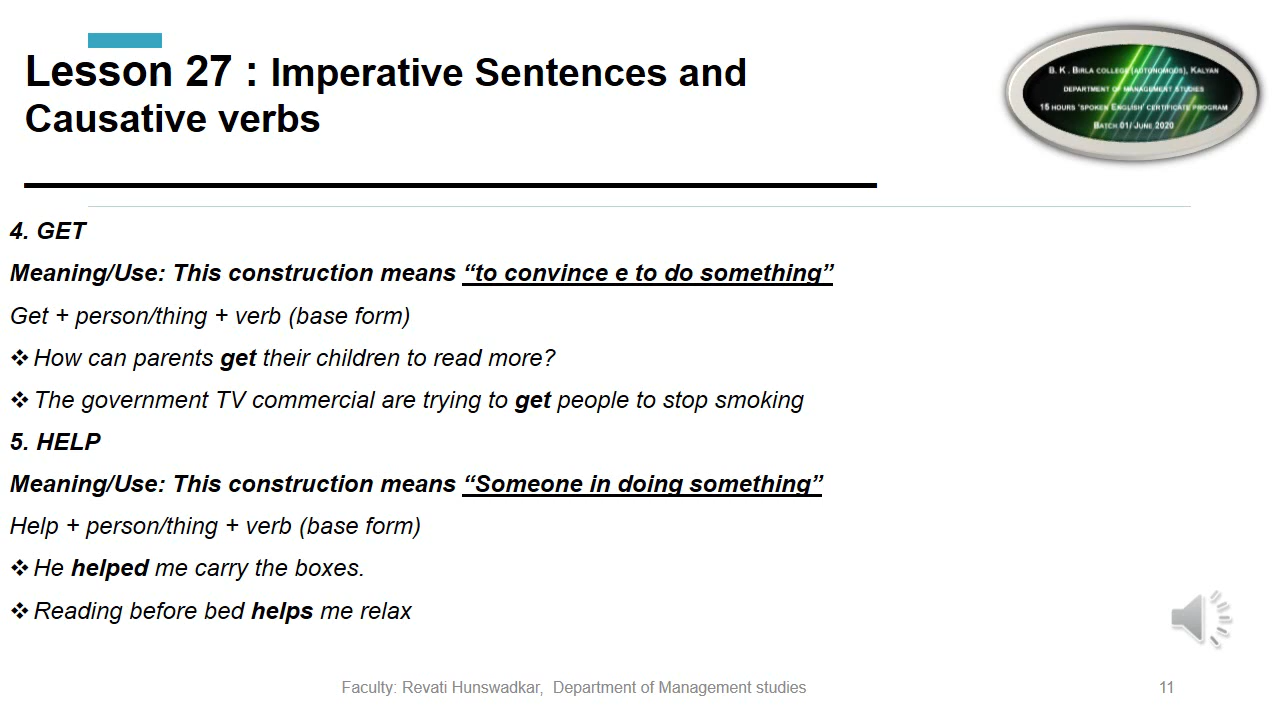 Lesson 27 : Imperative Sentences and
Causative verbs
B. K . BIRLA COLLEGE (AUTONOMOUS), KALYAN
DEPARTMENT OF MANAGEMENT STUDIES
15 HOURS 'SPOKEN ENGLISH' CERTIFICATE PROGRAM
BATCH 01/ JUNE 2020
4. GET
Meaning/Use: This construction means “to convince e to do something”
Get + person/thing + verb (base form)
❖ How can parents get their children to read more?
❖ The government TV commercial are trying to get people to stop smoking
5. HELP
Meaning/Use: This construction means “Someone in doing something”
Help + person/thing + verb (base form)
❖ He helped me carry the boxes.
❖ Reading before bed helps me relax
Faculty: Revati Hunswadkar, Department of Management studies
11